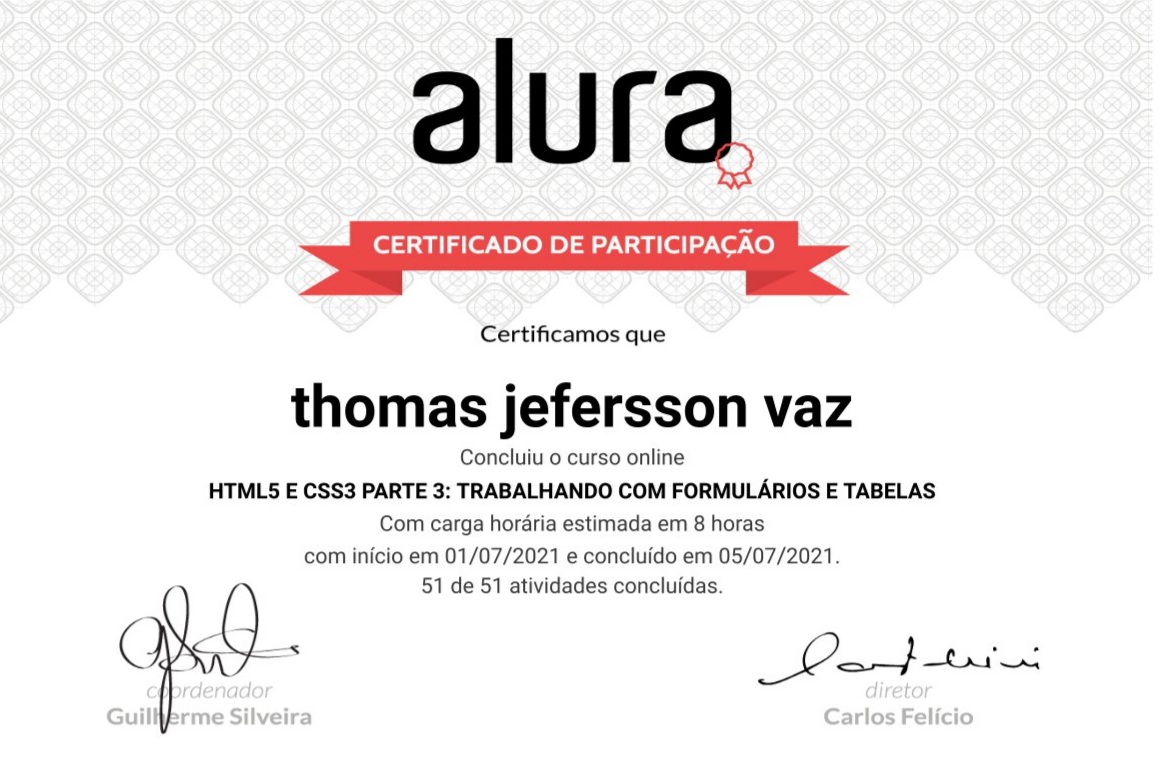 alura
CERTIFICADO DE PARTICIPAÇÃO
Certificamos que
thomas jefersson vaz
Concluiu o curso online
HTML5 E CSS3 PARTE 3: TRABALHANDO COM FORMULÁRIOS E TABELAS
Com carga horária estimada em 8 horas
com início em 01/07/2021 e concluído em 05/07/2021.
51 de 51 atividades concluídas.
coordenador
Guilherme Silveira
diretor
Carlos Felício